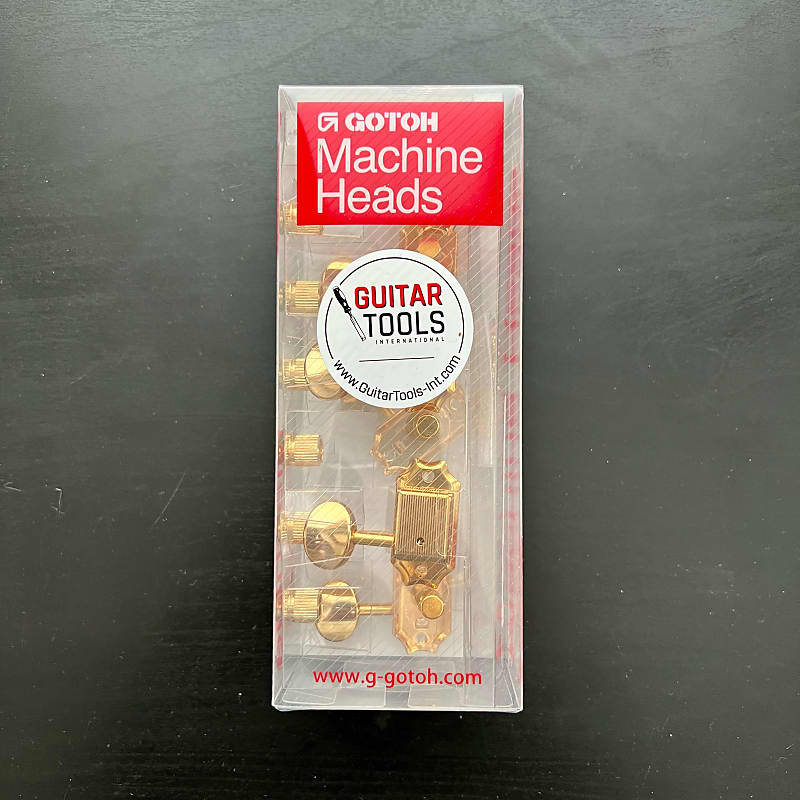 GOTOH
Machine
Heads
GUITAR
TOOLS
INTERNATIONAL
www.GuitarTools-Int.com
www.g-gotoh.com